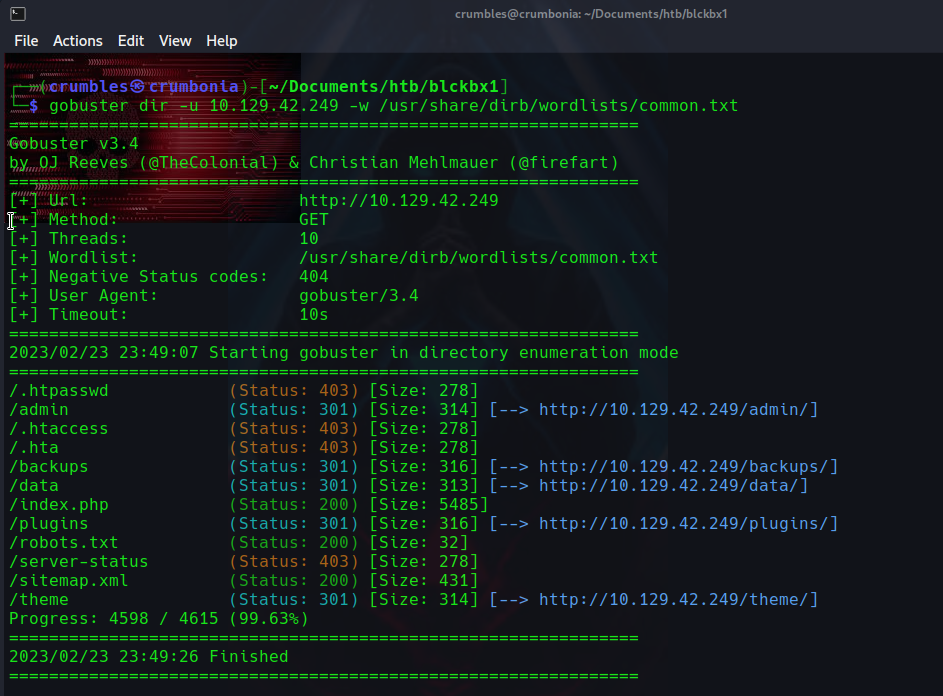 crumbles@crumbonia: ~/Documents/htb/blckbx1
File Actions Edit View Help
┌──(crumbles㉿crumbonia)-[~/Documents/htb/blckbx1]
└─$ gobuster dir -u 10.129.42.249 -w /usr/share/dirb/wordlists/common.txt
===============================================================
Gobuster v3.4
by OJ Reeves (@TheColonial) & Christian Mehlmauer (@firefart)
===============================================================
[+] Url:                     http://10.129.42.249
[+] Method:                  GET
[+] Threads:                 10
[+] Wordlist:                /usr/share/dirb/wordlists/common.txt
[+] Negative Status codes:   404
[+] User Agent:              gobuster/3.4
[+] Timeout:                 10s
===============================================================
2023/02/23 23:49:07 Starting gobuster in directory enumeration mode
===============================================================
/.htpasswd            (Status: 403) [Size: 278]
/admin                (Status: 301) [Size: 314] [--> http://10.129.42.249/admin/]
/.htaccess            (Status: 403) [Size: 278]
/.hta                 (Status: 403) [Size: 278]
/backups              (Status: 301) [Size: 316] [--> http://10.129.42.249/backups/]
/data                 (Status: 301) [Size: 313] [--> http://10.129.42.249/data/]
/index.php            (Status: 200) [Size: 5485]
/plugins              (Status: 301) [Size: 316] [--> http://10.129.42.249/plugins/]
/robots.txt           (Status: 200) [Size: 32]
/server-status        (Status: 403) [Size: 278]
/sitemap.xml          (Status: 200) [Size: 431]
/theme                (Status: 301) [Size: 314] [--> http://10.129.42.249/theme/]
Progress: 4598 / 4615 (99.63%)
===============================================================
2023/02/23 23:49:26 Finished
===============================================================